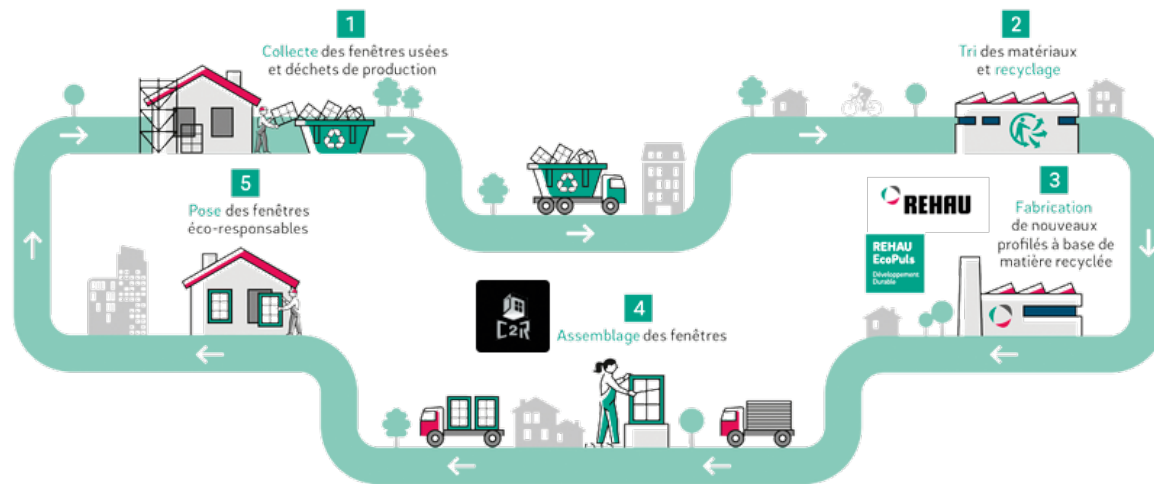 1
Collecte des fenêtres usées
et déchets de production
2
Tri des matériaux
et recyclage
3
Fabrication
de nouveaux
profilés à base de
matière recyclée
REHAU
REHAU
EcoPuls
Développement
Durable
4
Assemblage des fenêtres
C2R
5
Pose des fenêtres
éco-responsables